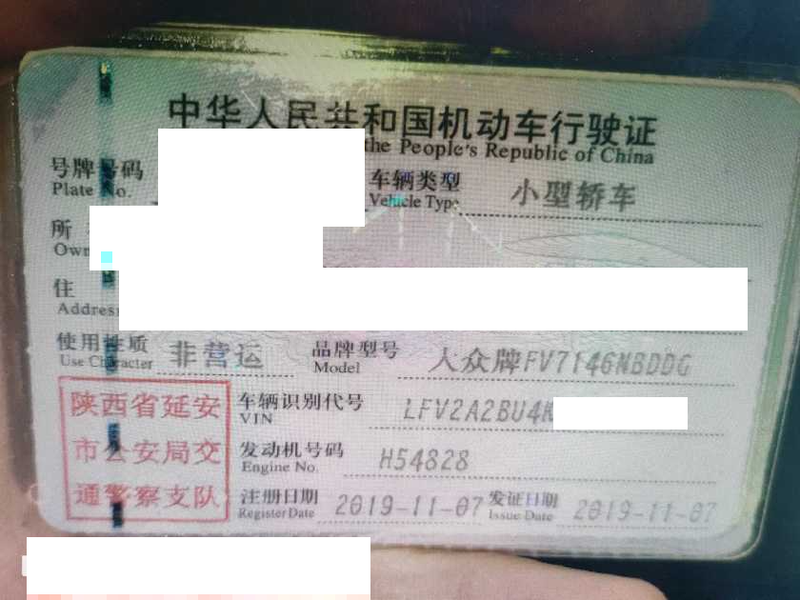 中华人民共和国机动车行驶证
the People's Republic of China
号牌号码 车辆类型 小型轿车
Plate No. Vehicle Type
所
Own
住
Address
使用性质 非营运 品牌型号 大众牌FV7146NBDDG
Use Character Model
陕西省延安 车辆识别代号 LFV2A2BU4
VIN
市公安局交 发动机号码 H54828
Engine No.
通警察支队 注册日期 2019-11-07 发证日期 2019-11-07
Register Date Issue Date